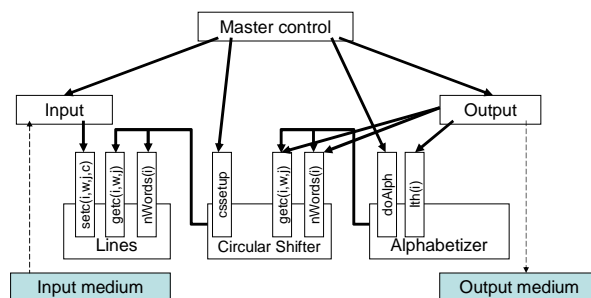 Master control
Input
Output
setc(i,w,j,c)
getc(i,w,j)
nWords(i)
cssetup
getc(i,w,j)
nWords(i)
doAlph
lth(i)
Lines
Circular Shifter
Alphabetizer
Input medium
Output medium